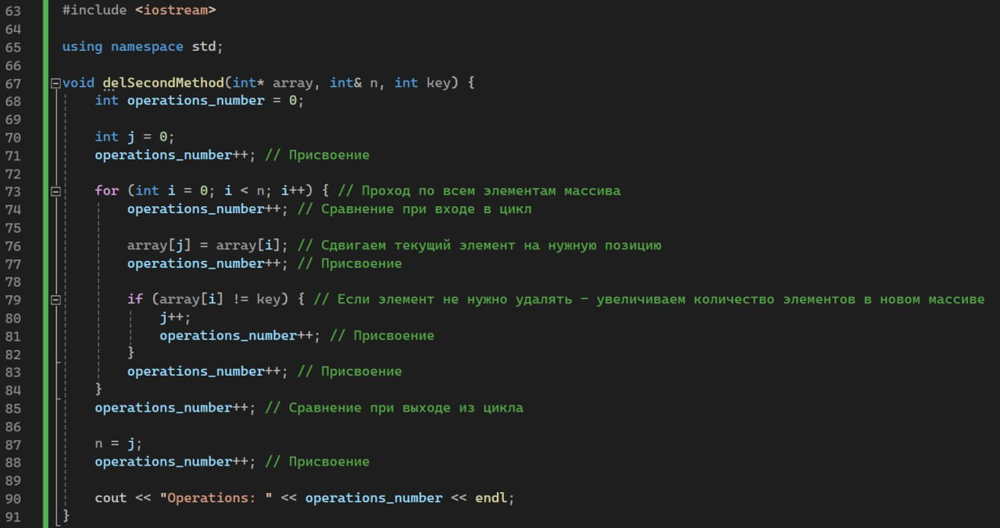 63 #include <iostream>
64
65 using namespace std;
66
67 void delSecondMethod(int* array, int& n, int key) {
68     int operations_number = 0;
69
70     int j = 0;
71     operations_number++; // Присвоение
72
73     for (int i = 0; i < n; i++) { // Проход по всем элементам массива
74         operations_number++; // Сравнение при входе в цикл
75
76         array[j] = array[i]; // Сдвигаем текущий элемент на нужную позицию
77         operations_number++; // Присвоение
78
79         if (array[i] != key) { // Если элемент не нужно удалять – увеличиваем количество элементов в новом массиве
80             j++;
81             operations_number++; // Присвоение
82         }
83         operations_number++; // Присвоение
84     }
85     operations_number++; // Сравнение при выходе из цикла
86
87     n = j;
88     operations_number++; // Присвоение
89
90     cout << "Operations: " << operations_number << endl;
91 }